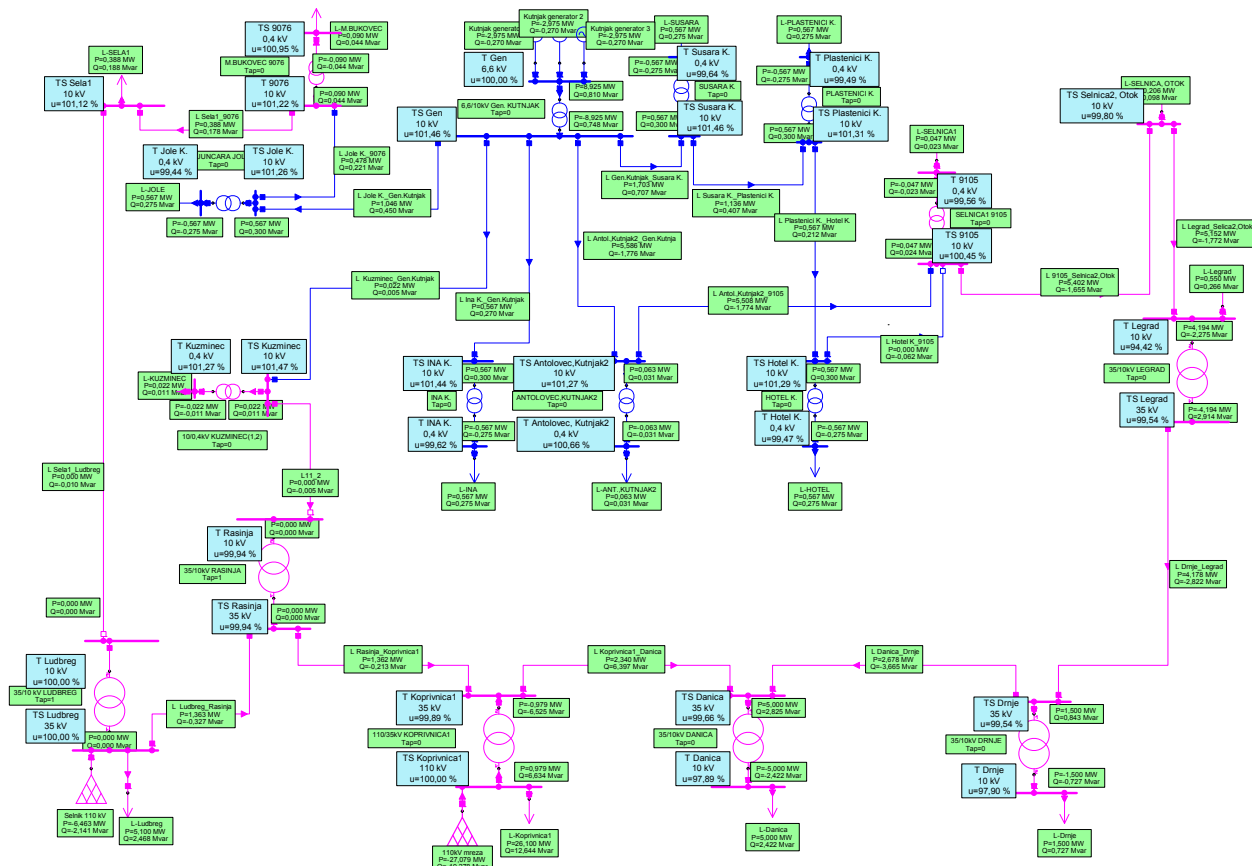 TS 9076
0,4 kV
u=100,95 %
L-M.BUKOVEC
P=0,090 MW
Q=0,044 Mvar
M.BUKOVEC 9076
Tap=0
P=-0,090 MW
Q=-0,044 Mvar
T 9076
10 kV
u=101,22 %
P=0,090 MW
Q=0,044 Mvar
L-SELA1
P=0,388 MW
Q=0,188 Mvar
TS Sela1
10 kV
u=101,12 %
L Sela1_9076
P=0,388 MW
Q=0,178 Mvar
L Jole K_9076
P=0,478 MW
Q=0,221 Mvar
T Jole K.
0,4 kV
u=99,44 %
JUNCARA JOL
Tap=0
TS Jole K.
10 kV
u=101,26 %
L-JOLE
P=0,567 MW
Q=0,275 Mvar
P=-0,567 MW
Q=-0,275 Mvar
P=0,567 MW
Q=0,300 Mvar
L Jole K_Gen.Kutnjak
P=1,046 MW
Q=0,450 Mvar
Kutnjak generator 2
P=-2,975 MW
Q=-0,270 Mvar
Kutnjak generator
P=-2,975 MW
Q=-0,270 Mvar
Kutnjak generator 3
P=-2,975 MW
Q=-0,270 Mvar
T Gen
6,6 kV
u=100,00 %
P=8,925 MW
Q=0,810 Mvar
6,6/10kV Gen. KUTNJAK
Tap=0
P=-8,925 MW
Q=0,748 Mvar
TS Gen
10 kV
u=101,46 %
L-SUSARA
P=0,567 MW
Q=0,275 Mvar
P=-0,567 MW
Q=-0,275 Mvar
T Susara K.
0,4 kV
u=99,64 %
SUSARA K.
Tap=0
P=0,567 MW
Q=0,300 Mvar
TS Susara K.
10 kV
u=101,46 %
L-PLASTENICI K.
P=0,567 MW
Q=0,275 Mvar
P=-0,567 MW
Q=-0,275 Mvar
T Plastenici K.
0,4 kV
u=99,49 %
PLASTENICI K.
Tap=0
P=0,567 MW
Q=0,300 Mvar
TS Plastenici K.
10 kV
u=101,31 %
L Gen.Kutnjak_Susara K.
P=1,703 MW
Q=0,707 Mvar
L Susara K_Plastenici K.
P=1,136 MW
Q=0,407 Mvar
L Plastenici K._Hotel K.
P=0,567 MW
Q=0,212 Mvar
L Antol,Kutnjak2_Gen.Kutnja
P=5,586 MW
Q=-1,776 Mvar
L Kuzminec_Gen.Kutnjak
P=0,022 MW
Q=0,005 Mvar
L Ina K_Gen.Kutnjak
P=0,567 MW
Q=0,270 Mvar
L Antol,Kutnjak2_9105
P=5,508 MW
Q=-1,774 Mvar
L Hotel K_9105
P=0,000 MW
Q=-0,062 Mvar
L-SELNICA1
P=0,047 MW
Q=0,023 Mvar
P=-0,047 MW
Q=-0,023 Mvar
T 9105
0,4 kV
u=99,56 %
SELNICA1 9105
Tap=0
TS 9105
10 kV
u=100,45 %
P=0,047 MW
Q=0,024 Mvar
L-SELNICA_OTOK
P=0,206 MW
Q=0,098 Mvar
TS Selnica2, Otok
10 kV
u=99,80 %
L 9105_Selnica2,Otok
P=5,402 MW
Q=-1,655 Mvar
L Legrad_Selica2,Otok
P=5,152 MW
Q=-1,772 Mvar
L-Legrad
P=0,550 MW
Q=0,266 Mvar
T Legrad
10 kV
u=94,42 %
P=4,194 MW
Q=-2,275 Mvar
35/10kV LEGRAD
Tap=0
TS Legrad
35 kV
u=99,54 %
P=-4,194 MW
Q=2,914 Mvar
T Kuzminec
0,4 kV
u=101,27 %
TS Kuzminec
10 kV
u=101,47 %
L-KUZMINEC
P=0,022 MW
Q=0,011 Mvar
P=-0,022 MW
Q=-0,011 Mvar
P=0,022 MW
Q=0,011 Mvar
10/0,4kV KUZMINEC(1,2)
Tap=0
TS INA K.
10 kV
u=101,44 %
P=0,567 MW
Q=0,300 Mvar
INA K.
Tap=0
T INA K.
0,4 kV
u=99,62 %
P=-0,567 MW
Q=-0,275 Mvar
L-INA
P=0,567 MW
Q=0,275 Mvar
TS Antolovec,Kutnjak2
10 kV
u=101,27 %
P=0,063 MW
Q=0,031 Mvar
ANTOLOVEC,KUTNJAK2
Tap=0
T Antolovec, Kutnjak2
0,4 kV
u=100,66 %
P=-0,063 MW
Q=-0,031 Mvar
L-ANT.,KUTNJAK2
P=0,063 MW
Q=0,031 Mvar
TS Hotel K.
10 kV
u=101,29 %
P=0,567 MW
Q=0,300 Mvar
HOTEL K.
Tap=0
T Hotel K.
0,4 kV
u=99,47 %
P=-0,567 MW
Q=-0,275 Mvar
L-HOTEL
P=0,567 MW
Q=0,275 Mvar
L Sela1_Ludbreg
P=0,000 MW
Q=-0,010 Mvar
L11_2
P=0,000 MW
Q=-0,005 Mvar
P=0,000 MW
Q=0,000 Mvar
T Rasinja
10 kV
u=99,94 %
35/10kV RASINJA
Tap=1
TS Rasinja
35 kV
u=99,94 %
P=0,000 MW
Q=0,000 Mvar
P=0,000 MW
Q=0,000 Mvar
T Ludbreg
10 kV
u=100,00 %
35/10 kV LUDBREG
Tap=1
TS Ludbreg
35 kV
u=100,00 %
P=0,000 MW
Q=0,000 Mvar
L Ludbreg_Rasinja
P=1,363 MW
Q=-0,327 Mvar
Selnik 110 kV
P=-6,463 MW
Q=-2,141 Mvar
L-Ludbreg
P=5,100 MW
Q=2,468 Mvar
L Rasinja_Koprivnica1
P=1,362 MW
Q=-0,213 Mvar
L Koprivnica1_Danica
P=2,340 MW
Q=6,397 Mvar
L Danica_Drnje
P=2,678 MW
Q=-3,665 Mvar
L Drnje_Legrad
P=4,178 MW
Q=-2,822 Mvar
T Koprivnica1
35 kV
u=99,89 %
P=-0,979 MW
Q=-6,525 Mvar
110/35kV KOPRIVNICA1
Tap=0
TS Koprivnica1
110 kV
u=100,00 %
P=0,979 MW
Q=6,634 Mvar
110kV mreza
P=-27,079 MW
L-Koprivnica1
P=26,100 MW
Q=12,644 Mvar
TS Danica
35 kV
u=99,66 %
P=5,000 MW
Q=2,825 Mvar
35/10kV DANICA
Tap=0
T Danica
10 kV
u=97,89 %
P=-5,000 MW
Q=-2,422 Mvar
L-Danica
P=5,000 MW
Q=2,422 Mvar
TS Drnje
35 kV
u=99,54 %
P=1,500 MW
Q=0,843 Mvar
35/10kV DRNJE
Tap=0
T Drnje
10 kV
u=97,90 %
P=-1,500 MW
Q=-0,727 Mvar
L-Drnje
P=1,500 MW
Q=0,727 Mvar